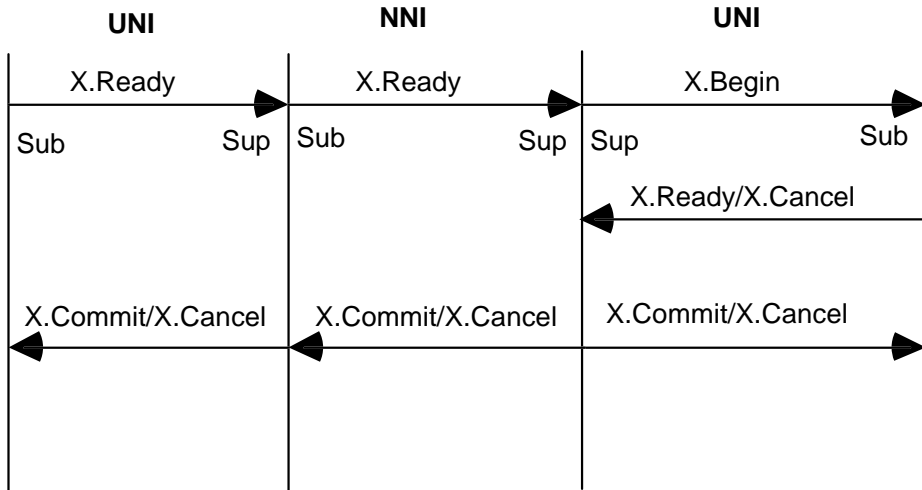 UNI NNI UNI
X.Ready X.Ready X.Begin
Sub Sup Sub Sup Sup Sub
X.Ready/X.Cancel
X.Commit/X.Cancel X.Commit/X.Cancel X.Commit/X.Cancel